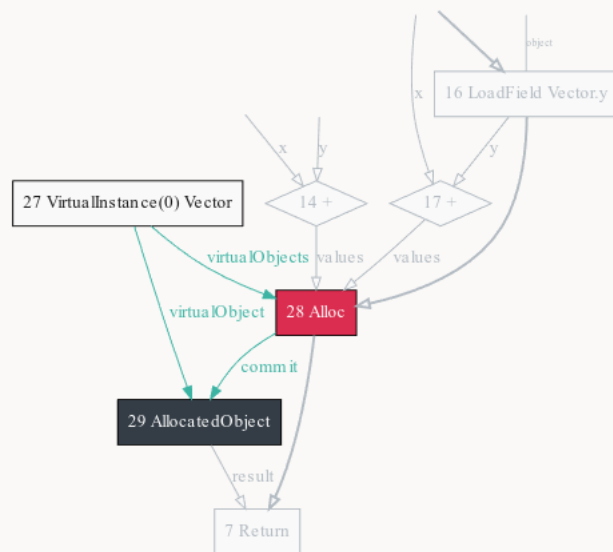 object
x
16 LoadField Vector.y
x
y
y
27 VirtualInstance(0) Vector
14 +
17 +
virtualObjects
values
values
virtualObject
28 Alloc
commit
29 AllocatedObject
result
7 Return